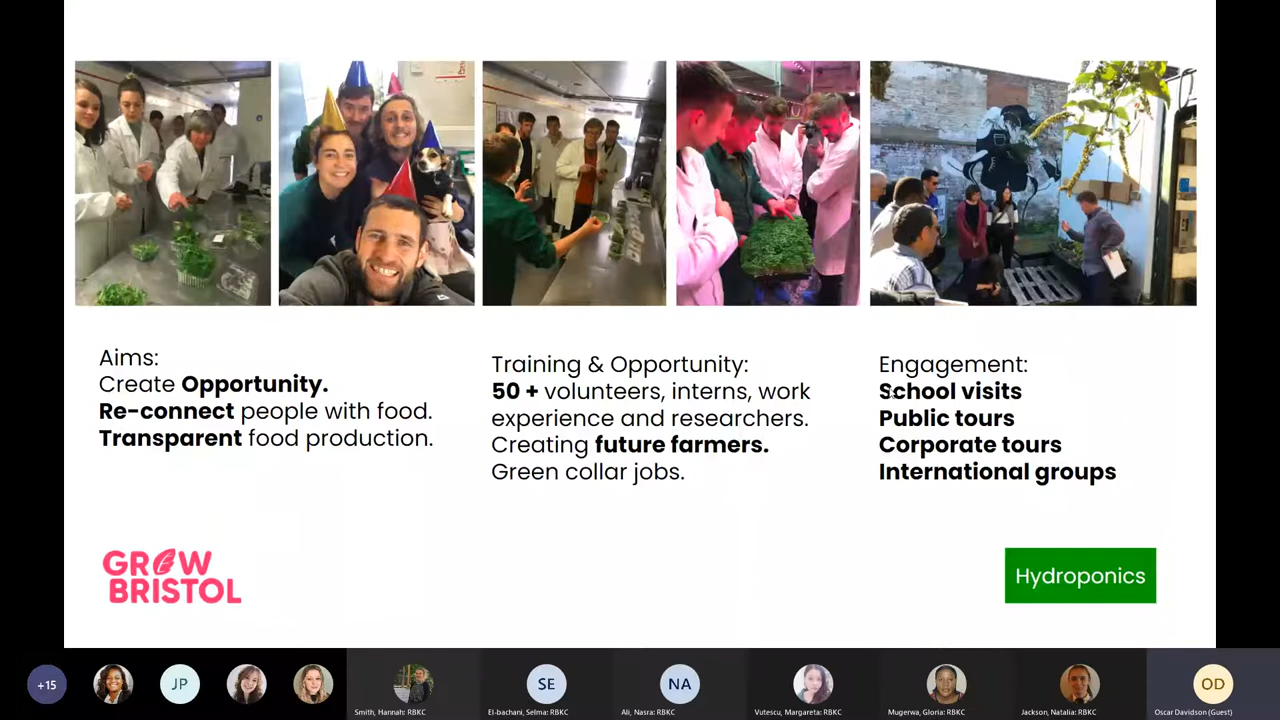 Aims:
Create Opportunity.
Re-connect people with food.
Transparent food production.
Training & Opportunity:
50 + volunteers, interns, work
experience and researchers.
Creating future farmers.
Green collar jobs.
Engagement:
School visits
Public tours
Corporate tours
International groups
GROW
BRISTOL
Hydroponics
+15
JP
SE
NA
OD
Smith, Hannah: RBKC
El-bachani, Selma: RBKC
Ali, Nasra: RBKC
Vutescu, Margareta: RBKC
Mugerwa, Gloria: RBKC
Jackson, Natalia: RBKC
Oscar Davidson (Guest)